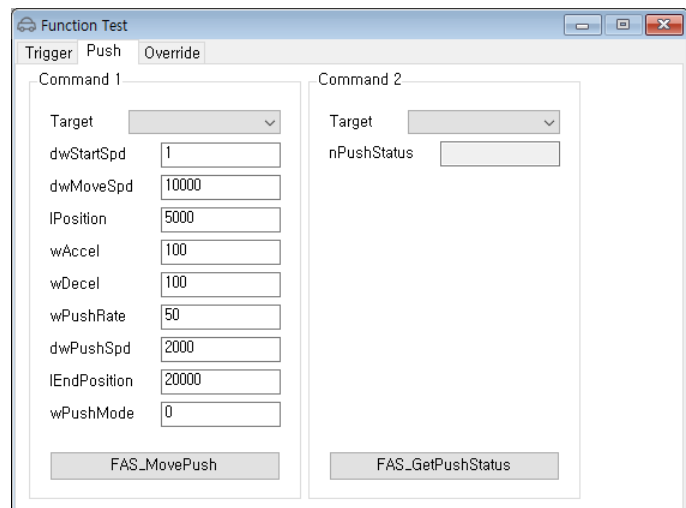 Function Test
Trigger Push Override
Command 1
Target
dwStartSpd 1
dwMoveSpd 10000
lPosition 5000
wAccel 100
wDecel 100
wPushRate 50
dwPushSpd 2000
lEndPosition 20000
wPushMode 0
FAS_MovePush
Command 2
Target
nPushStatus
FAS_GetPushStatus